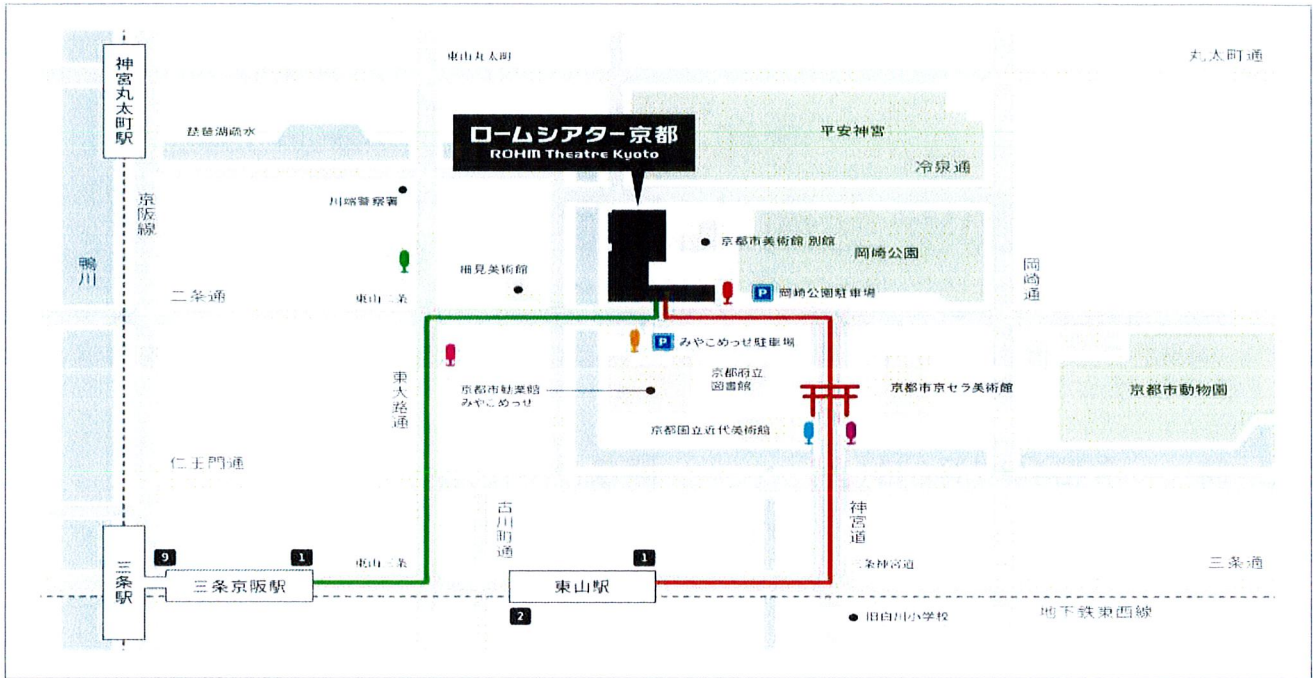 神宮丸太町駅
東山丸太町
丸太町通
琵琶湖疏水
ロームシアター京都
ROHM Theatre Kyoto
平安神宮
冷泉通
京阪線
川端警察署
京都市美術館 別館
岡崎公園
鴨川
細見美術館
岡崎通
二条通
東山二条
P 岡崎公園駐車場
P みやこめっせ駐車場
東大路通
京都市勧業館
みやこめっせ
京都府立
図書館
京都市京セラ美術館
京都市動物園
京都国立近代美術館
仁王門通
古川町通
神宮道
三条駅
9
三条京阪駅
1
東山三条
東山駅
1
2
三条神宮道
三条通
旧白川小学校
地下鉄東西線